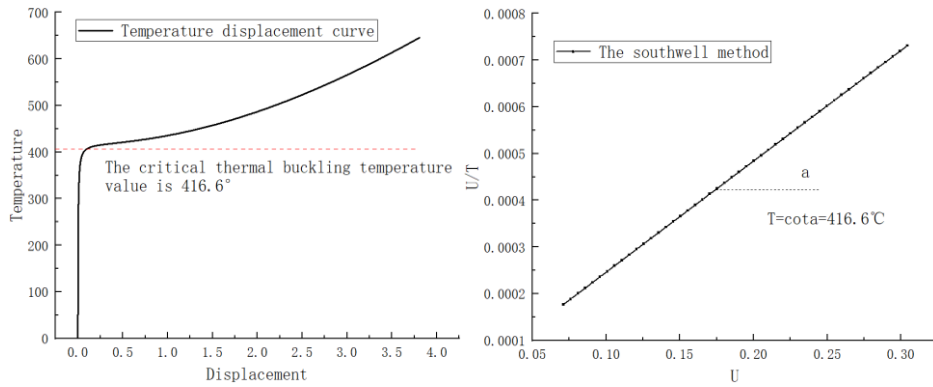 700
600
500
400
300
200
100
0
Temperature
Temperature displacement curve
The critical thermal buckling temperature
value is 416.6°
0.0 0.5 1.0 1.5 2.0 2.5 3.0 3.5 4.0
Displacement
0.0008
0.0007
0.0006
0.0005
0.0004
0.0003
0.0002
0.0001
U/T
The southwell method
a
T=cota=416.6℃
0.05 0.10 0.15 0.20 0.25 0.30
U